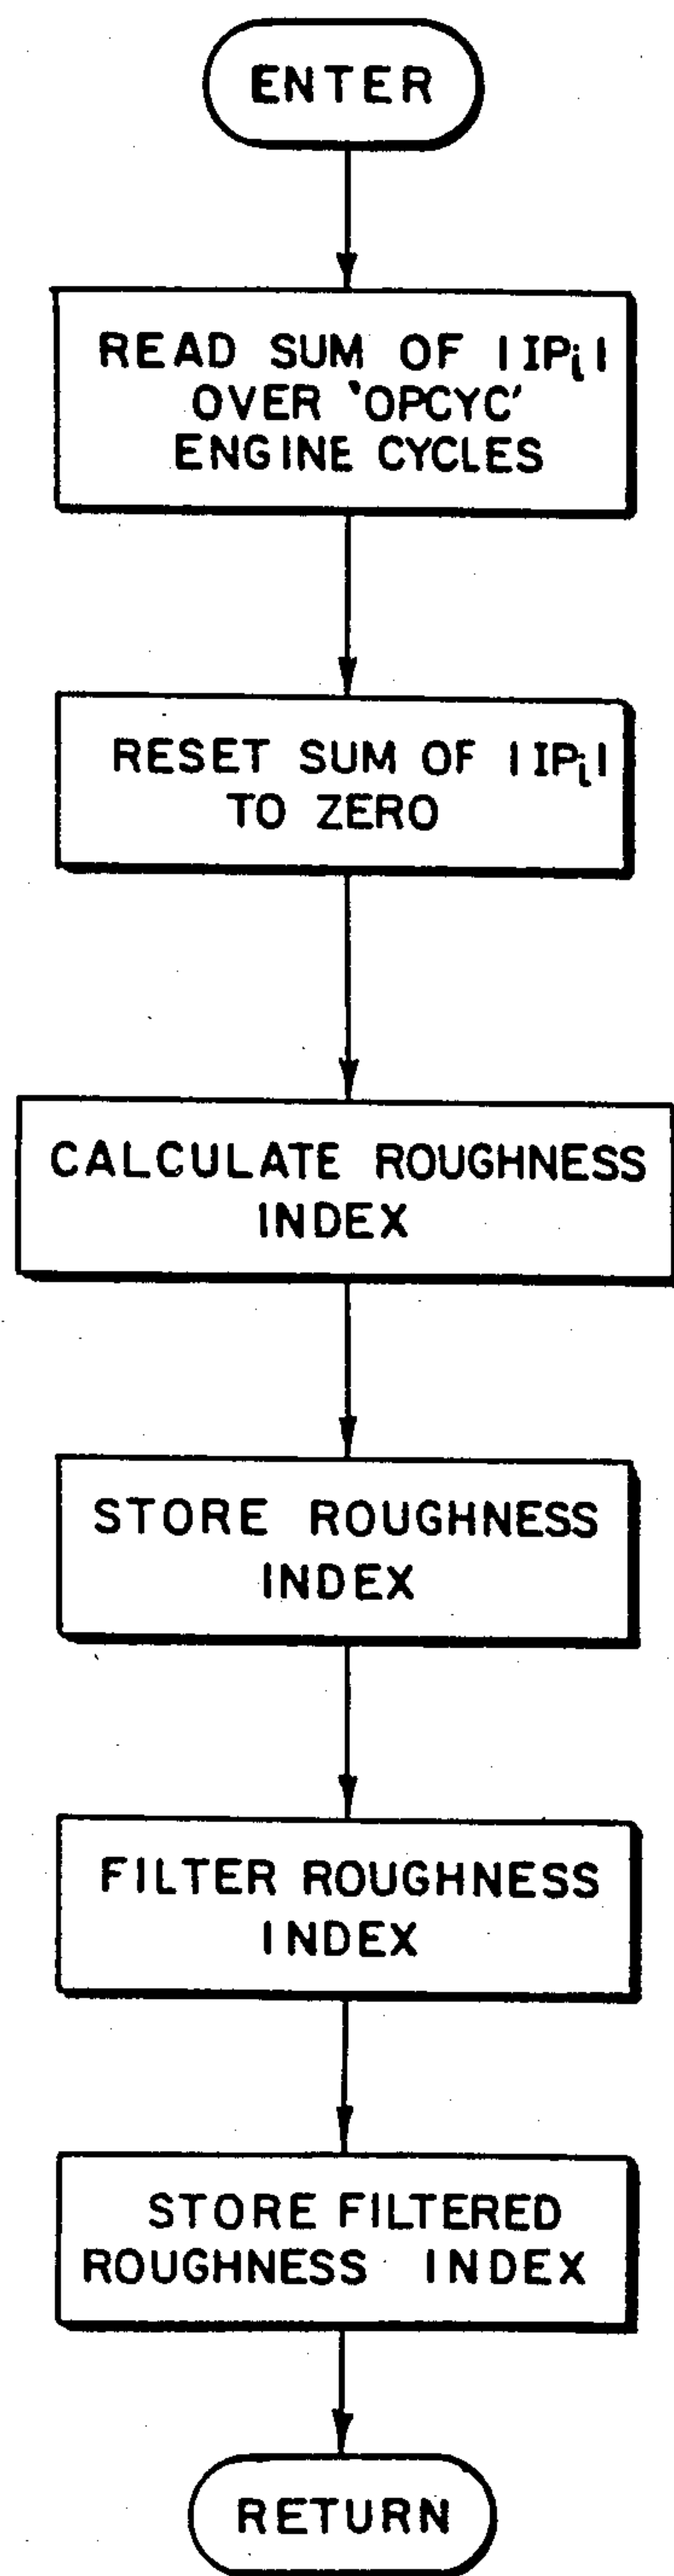 ENTER
READ SUM OF |IPi|
OVER 'OPCYC'
ENGINE CYCLES
RESET SUM OF |IPi|
TO ZERO
CALCULATE ROUGHNESS
INDEX
STORE ROUGHNESS
INDEX
FILTER ROUGHNESS
INDEX
STORE FILTERED
ROUGHNESS INDEX
RETURN